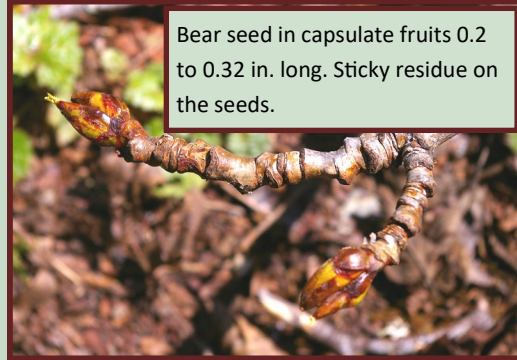 Bear seed in capsulate fruits 0.2
to 0.32 in. long. Sticky residue on
the seeds.